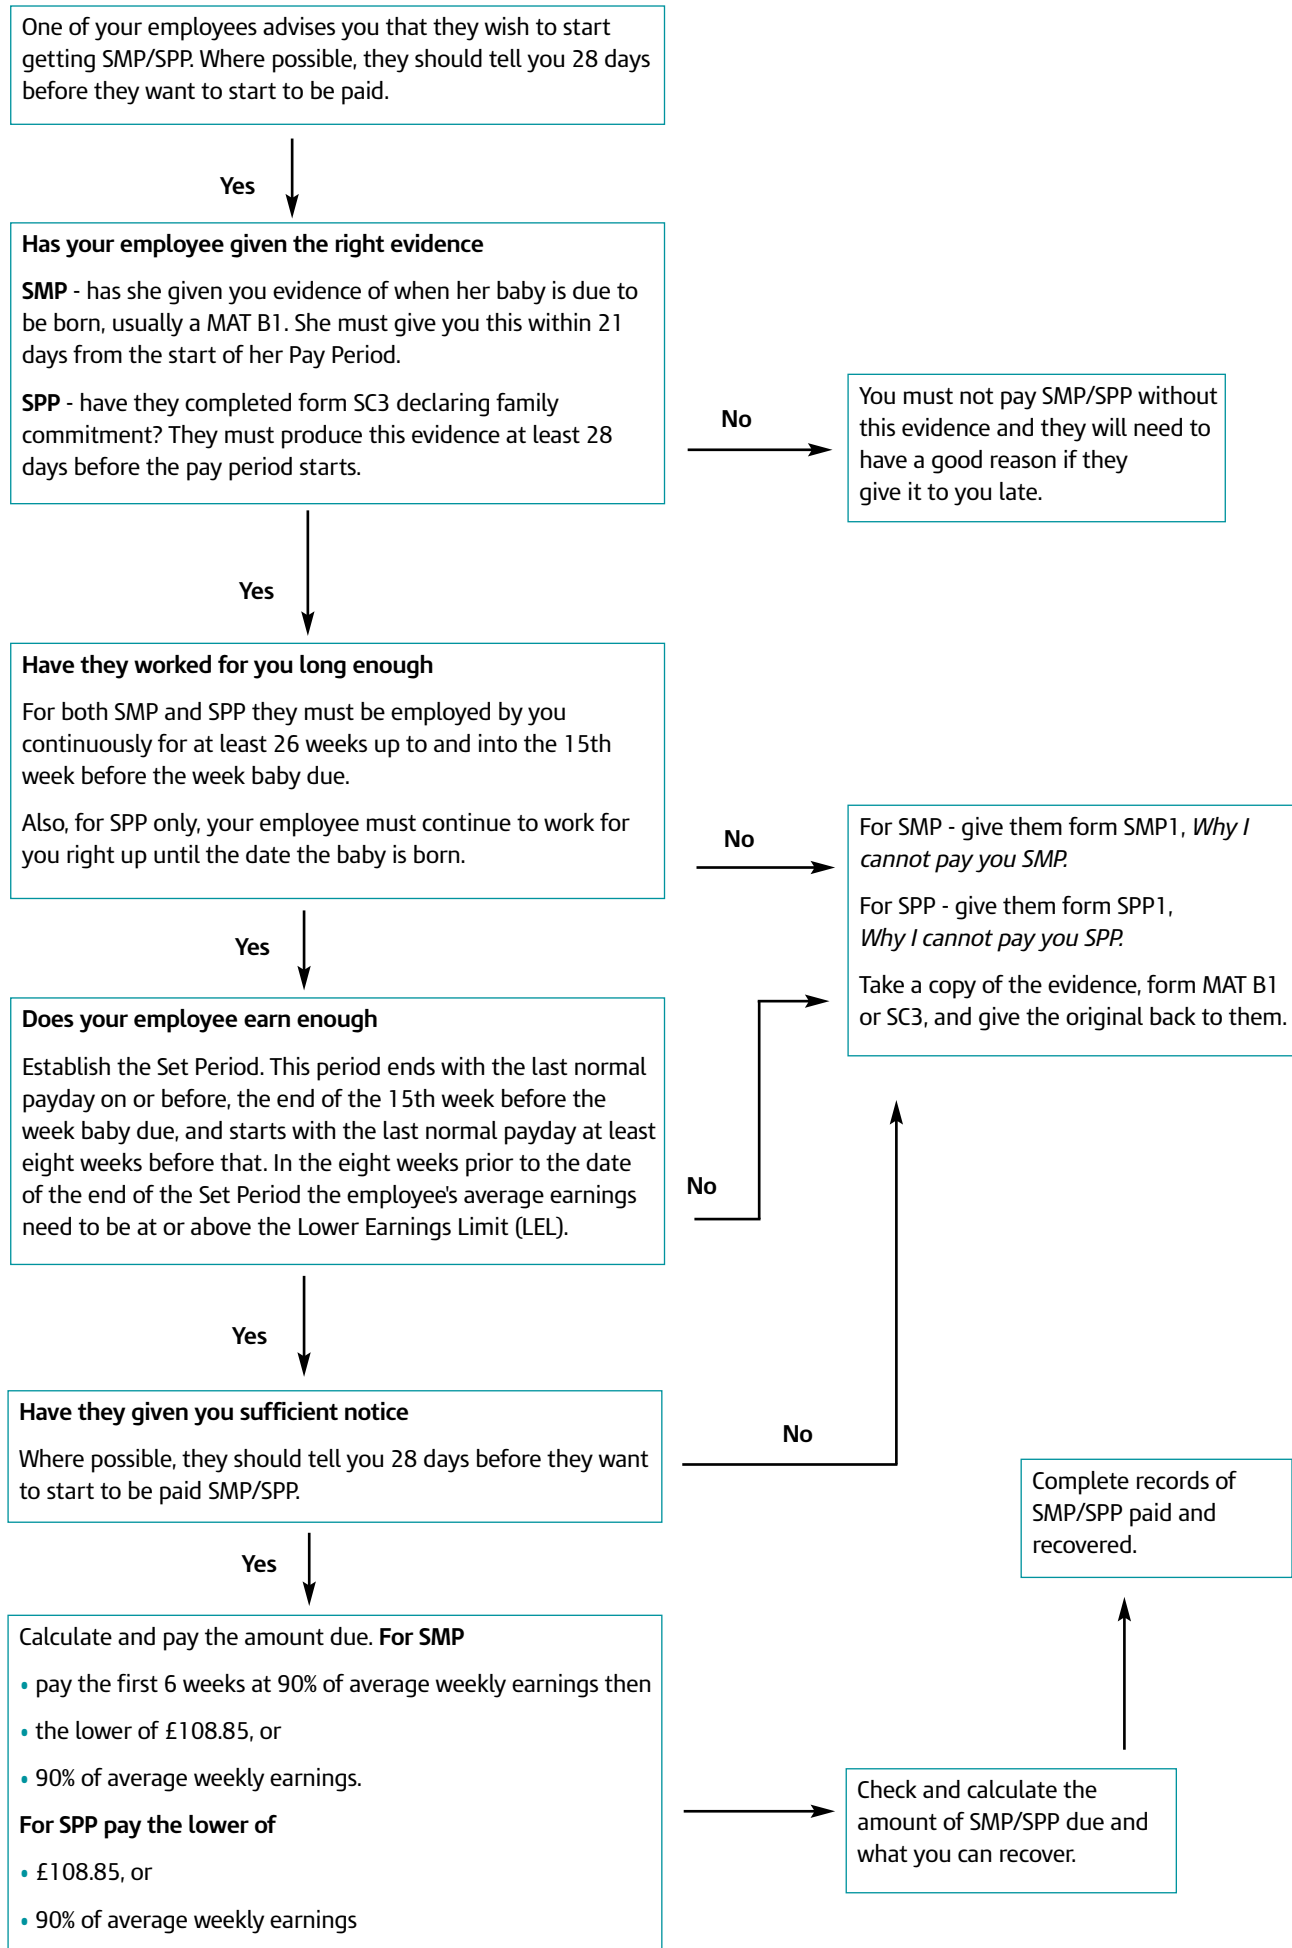 One of your employees advises you that they wish to start
getting SMP/SPP. Where possible, they should tell you 28 days
before they want to start to be paid.
Yes
Has your employee given the right evidence
SMP - has she given you evidence of when her baby is due to
be born, usually a MAT B1. She must give you this within 21
days from the start of her Pay Period.
SPP - have they completed form SC3 declaring family
commitment? They must produce this evidence at least 28
days before the pay period starts.
No
You must not pay SMP/SPP without
this evidence and they will need to
have a good reason if they
give it to you late.
Yes
Have they worked for you long enough
For both SMP and SPP they must be employed by you
continuously for at least 26 weeks up to and into the 15th
week before the week baby due.
Also, for SPP only, your employee must continue to work for
you right up until the date the baby is born.
No
For SMP - give them form SMP1, Why I
cannot pay you SMP.
For SPP - give them form SPP1,
Why I cannot pay you SPP.
Take a copy of the evidence, form MAT B1
or SC3, and give the original back to them.
Yes
Does your employee earn enough
Establish the Set Period. This period ends with the last normal
payday on or before, the end of the 15th week before the
week baby due, and starts with the last normal payday at least
eight weeks before that. In the eight weeks prior to the date
of the end of the Set Period the employee's average earnings
need to be at or above the Lower Earnings Limit (LEL).
No
Yes
Have they given you sufficient notice
Where possible, they should tell you 28 days before they want
to start to be paid SMP/SPP.
No
Yes
Calculate and pay the amount due. For SMP
• pay the first 6 weeks at 90% of average weekly earnings then
• the lower of £108.85, or
• 90% of average weekly earnings.
For SPP pay the lower of
• £108.85, or
• 90% of average weekly earnings
Check and calculate the
amount of SMP/SPP due and
what you can recover.
Complete records of
SMP/SPP paid and
recovered.